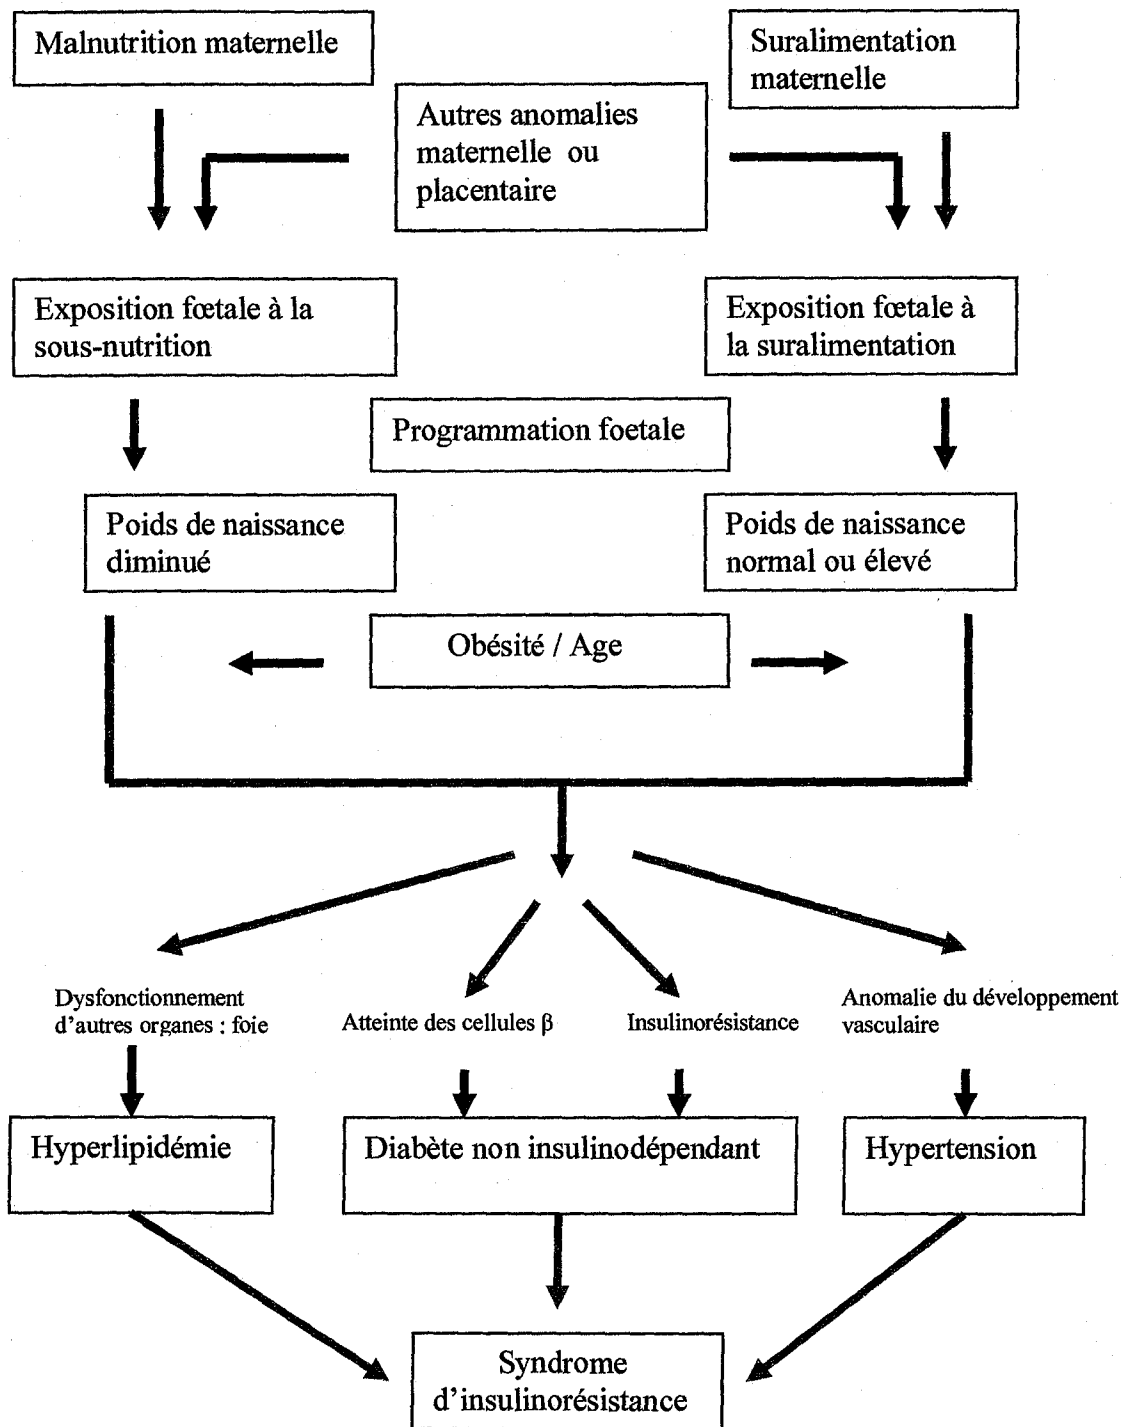 Malnutrition maternelle
Suralimentation
maternelle
Autres anomalies
maternelle ou
placentaire
Exposition fœtale à la
sous-nutrition
Exposition fœtale à
la suralimentation
Programmation foetale
Poids de naissance
diminué
Poids de naissance
normal ou élevé
Obésité / Age
Dysfonctionnement
d'autres organes : foie
Atteinte des cellules β
Insulinorésistance
Anomalie du développement
vasculaire
Hyperlipidémie
Diabète non insulinodépendant
Hypertension
Syndrome
d'insulinorésistance